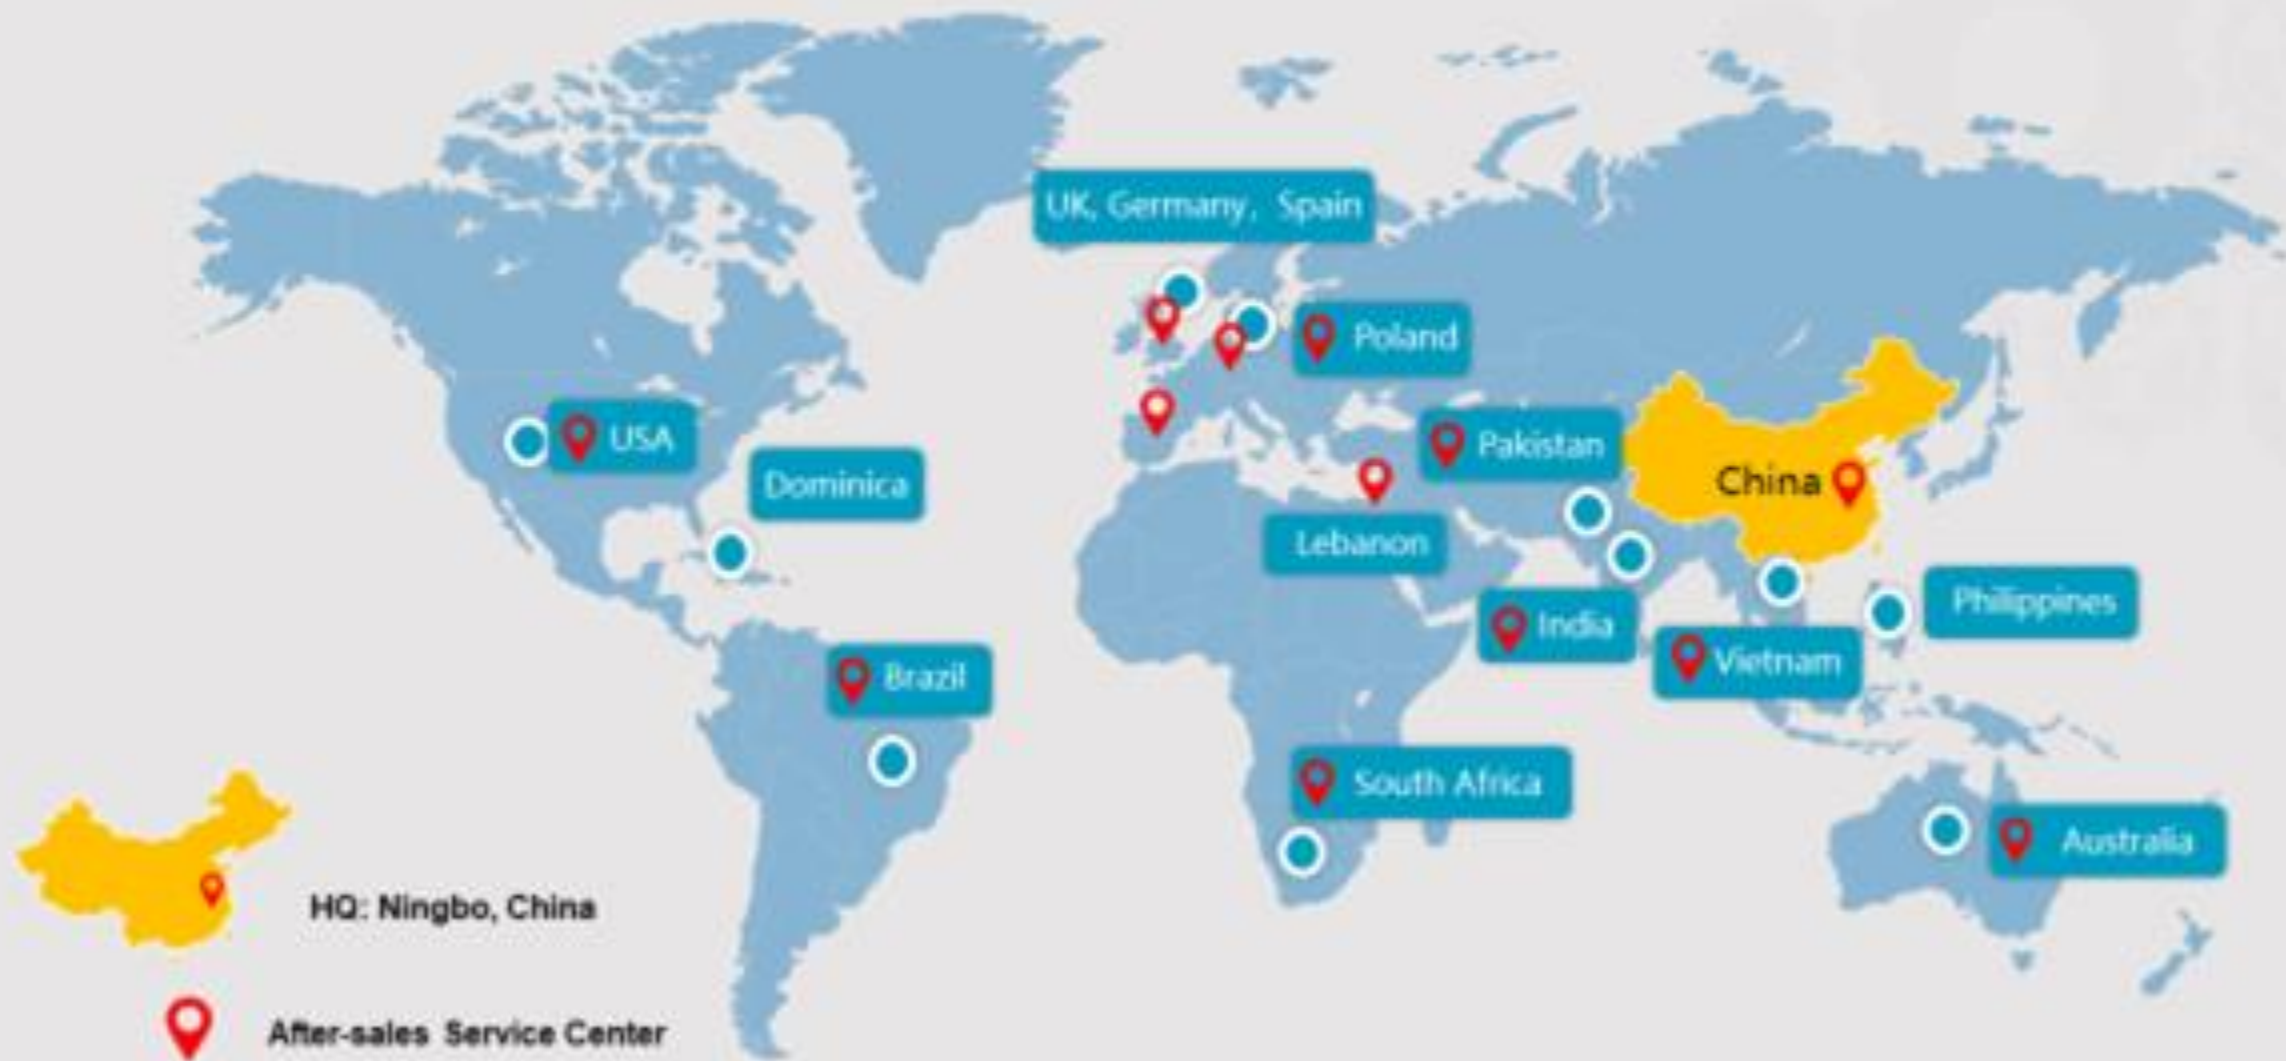 UK, Germany, Spain
Poland
USA
Pakistan
Dominica
China
Lebanon
Philippines
India
Vietnam
Brazil
South Africa
Australia
HQ: Ningbo, China
After-sales Service Center